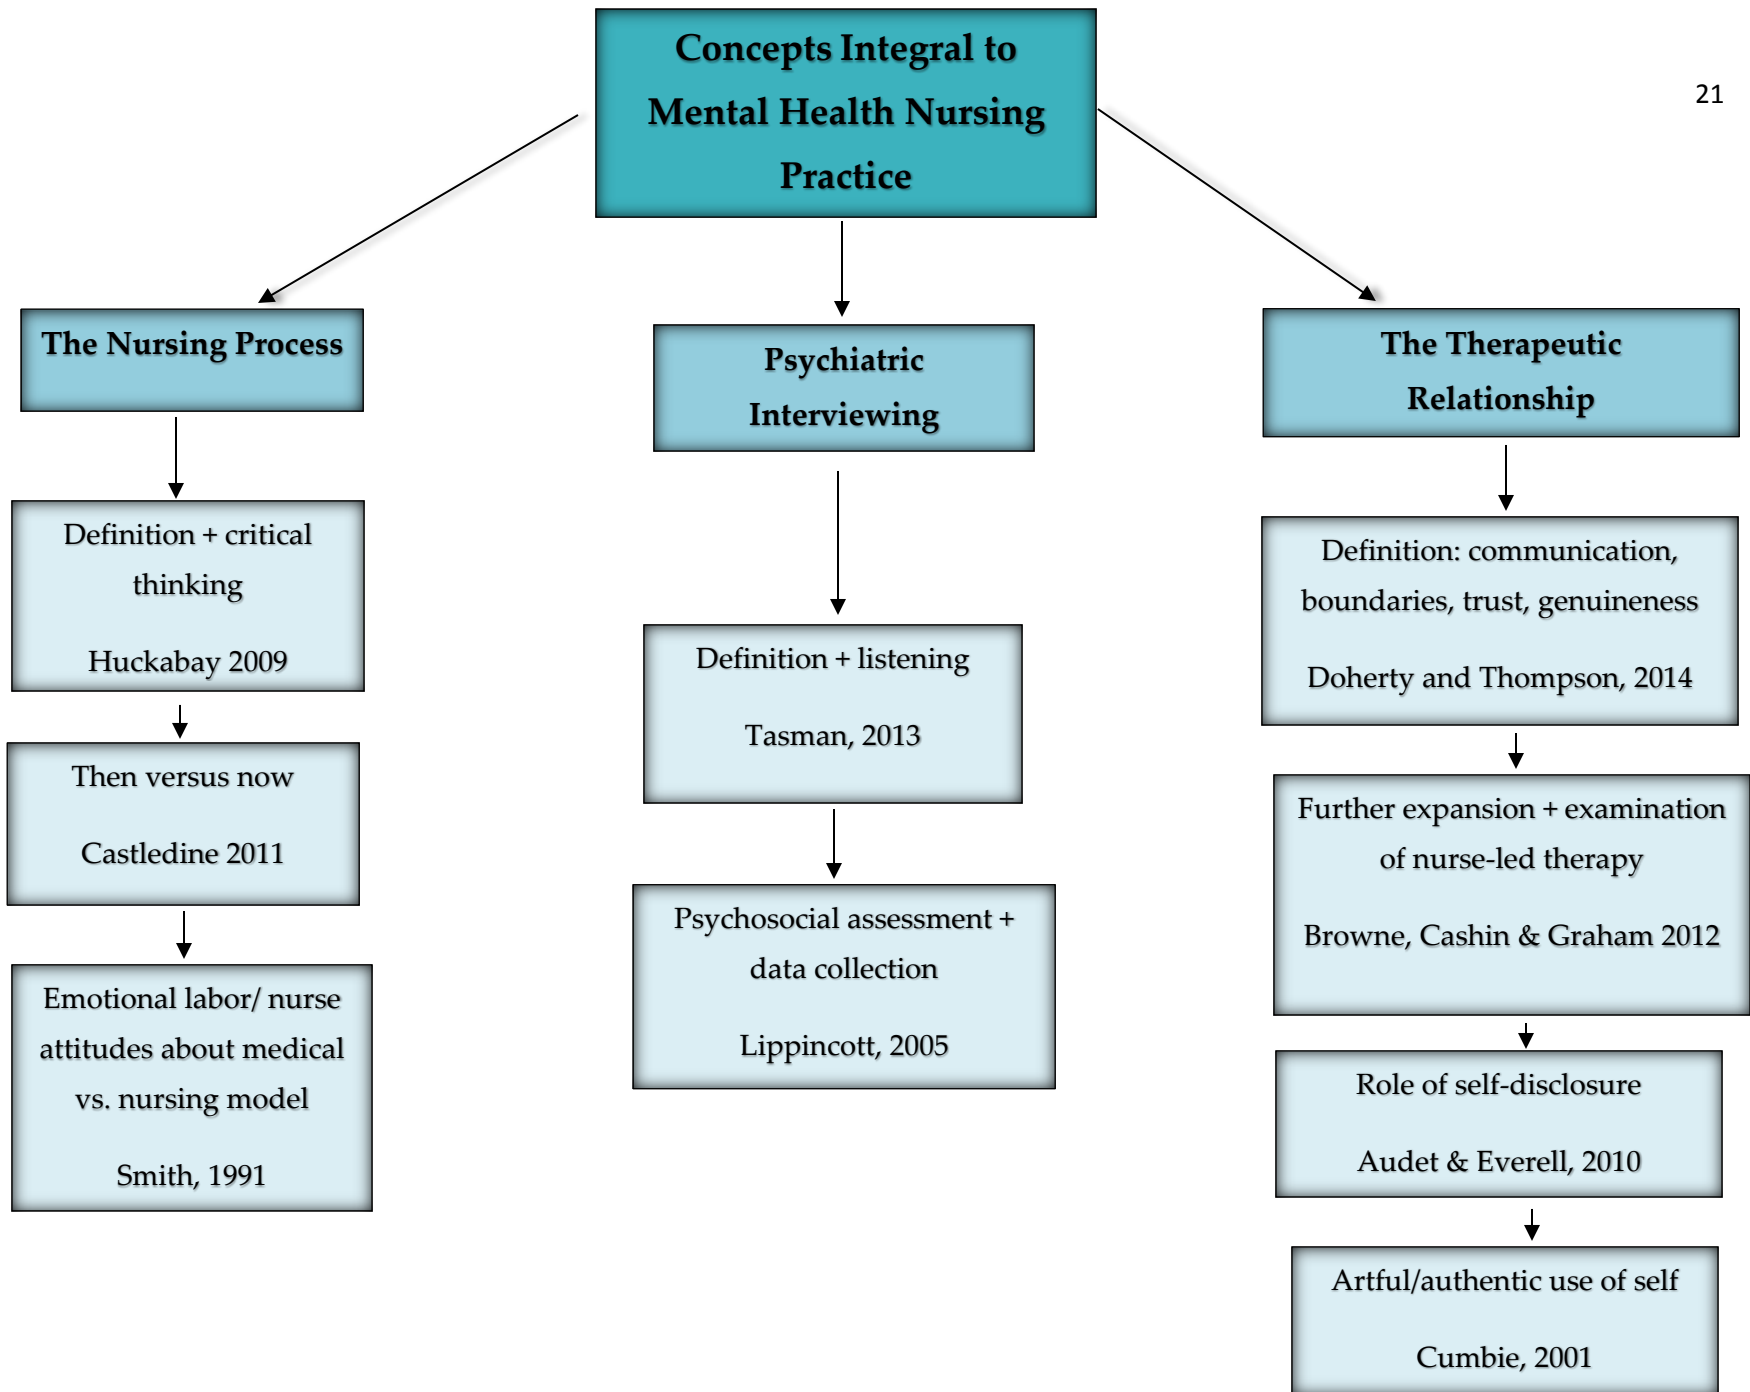 Concepts Integral to
Mental Health Nursing
Practice
21
The Nursing Process
Definition + critical
thinking
Huckabay 2009
Then versus now
Castledine 2011
Emotional labor/ nurse
attitudes about medical
vs. nursing model
Smith, 1991
Psychiatric
Interviewing
Definition + listening
Tasman, 2013
Psychosocial assessment +
data collection
Lippincott, 2005
The Therapeutic
Relationship
Definition: communication,
boundaries, trust, genuineness
Doherty and Thompson, 2014
Further expansion + examination
of nurse-led therapy
Browne, Cashin & Graham 2012
Role of self-disclosure
Audet & Everell, 2010
Artful/authentic use of self
Cumbie, 2001